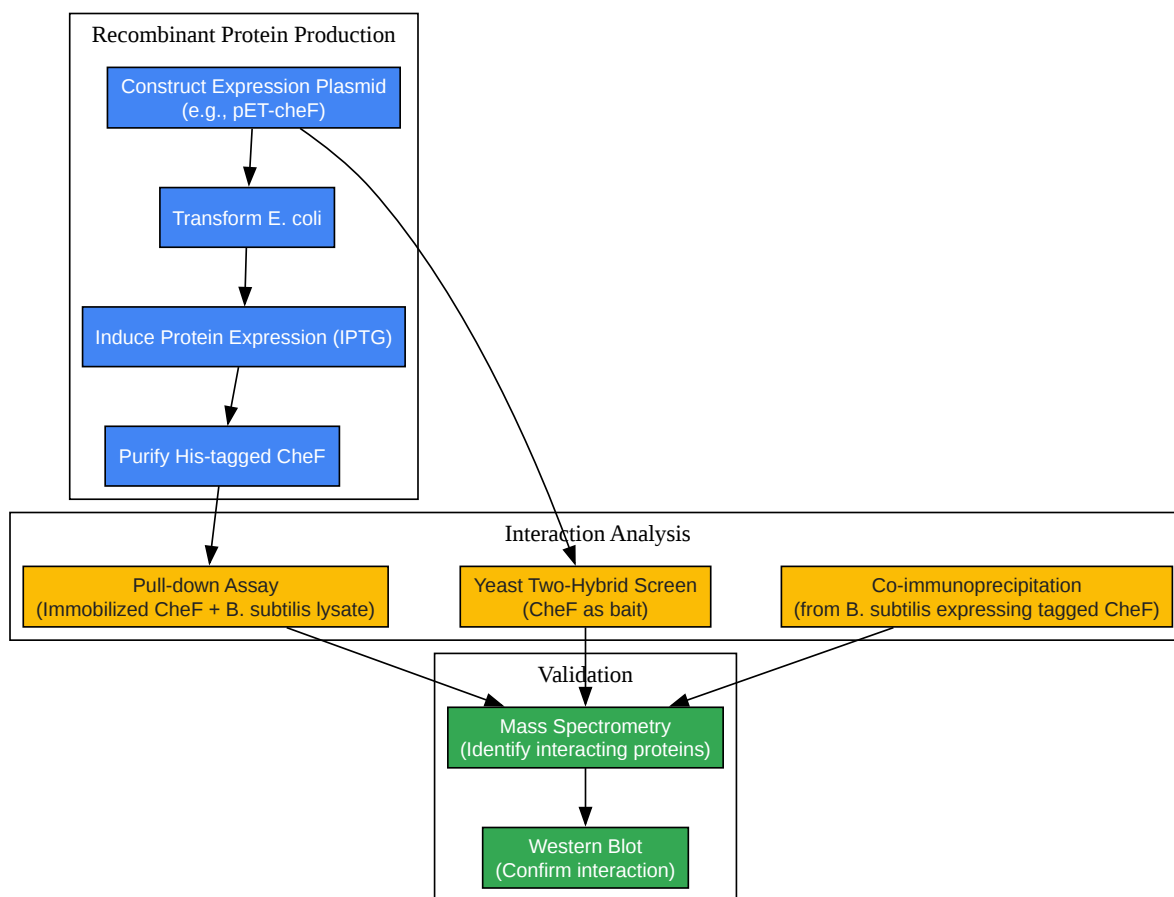 Recombinant Protein Production
Construct Expression Plasmid
(e.g., pET-cheF)
Transform E. coli
Induce Protein Expression (IPTG)
Purify His-tagged CheF
Interaction Analysis
Pull-down Assay
(Immobilized CheF + B. subtilis lysate)
Yeast Two-Hybrid Screen
(CheF as bait)
Co-immunoprecipitation
(from B. subtilis expressing tagged CheF)
Validation
Mass Spectrometry
(Identify interacting proteins)
Western Blot
(Confirm interaction)